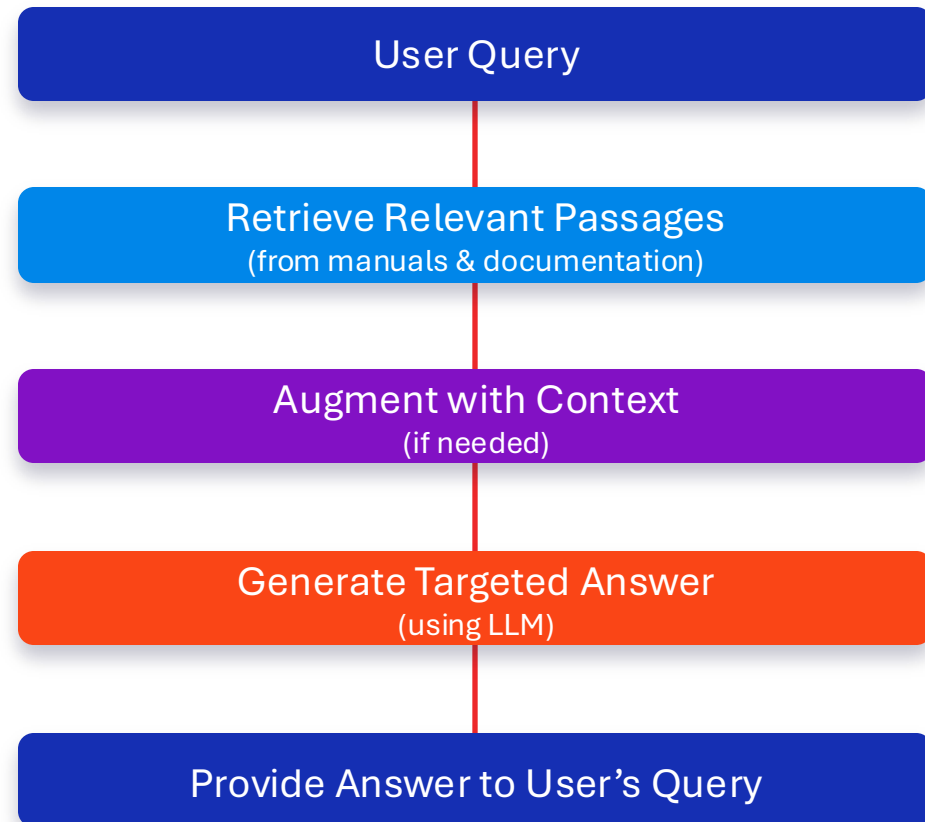 User Query
Retrieve Relevant Passages
(from manuals & documentation)
Augment with Context
(if needed)
Generate Targeted Answer
(using LLM)
Provide Answer to User’s Query